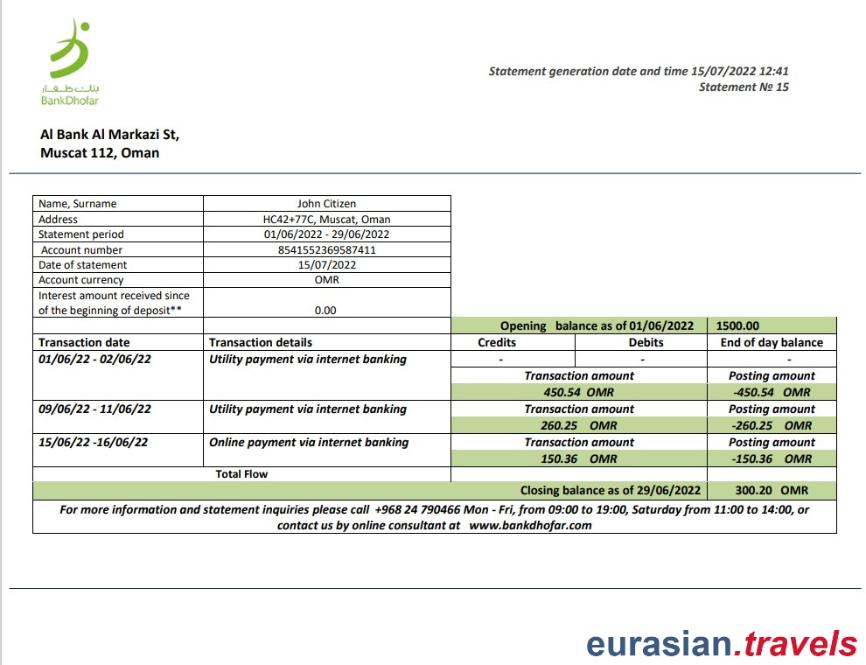 بنك ظفار
BankDhofar
Statement generation date and time 15/07/2022 12:41
Statement № 15
Al Bank Al Markazi St,
Muscat 112, Oman
Name, Surname John Citizen
Address HC42+77C, Muscat, Oman
Statement period 01/06/2022 - 29/06/2022
Account number 8541552369587411
Date of statement 15/07/2022
Account currency OMR
Interest amount received since
of the beginning of deposit** 0.00
Opening balance as of 01/06/2022 1500.00
Transaction date Transaction details Credits Debits End of day balance
01/06/22 - 02/06/22 Utility payment via internet banking - - -
Transaction amount Posting amount
450.54 OMR -450.54 OMR
09/06/22 - 11/06/22 Utility payment via internet banking Transaction amount Posting amount
260.25 OMR -260.25 OMR
15/06/22 -16/06/22 Online payment via internet banking Transaction amount Posting amount
150.36 OMR -150.36 OMR
Total Flow
Closing balance as of 29/06/2022 300.20 OMR
For more information and statement inquiries please call +968 24 790466 Mon - Fri, from 09:00 to 19:00, Saturday from 11:00 to 14:00, or
contact us by online consultant at www.bankdhofar.com
eurasian.travels